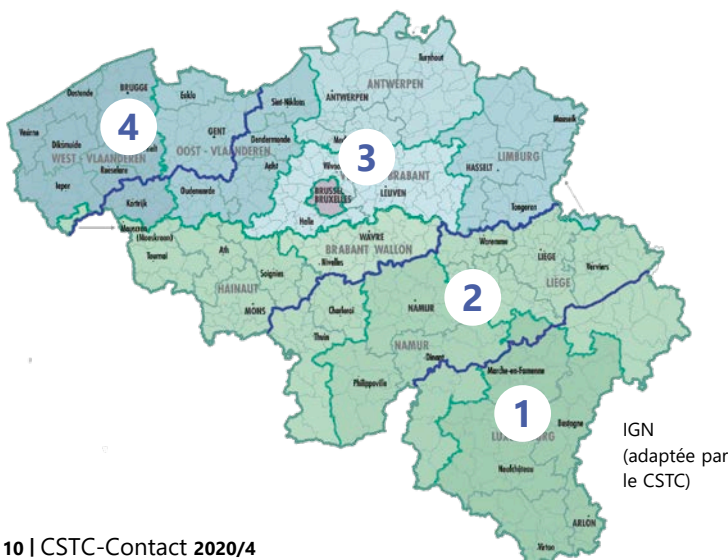 Turnhout
ANTWERPEN
BRUGGE
Oostende
Eeklo
Sint-Niklaas
ANTWERPEN
Maaseik
4
GENT
Veurne
Diksmuide
Dendermonde
WEST - VLAANDEREN
OOST - VLAANDEREN
3
LIMBURG
Roeselare
Aalst
HASSELT
BRABANT
Ieper
Oudenaarde
BRUSSEL
BRUXELLES
LEUVEN
Kortrijk
Halle
Tongeren
Mouscron
(Moeskroen)
WAVRE
Waremme
Ath
BRABANT WALLON
LIÈGE
Tournai
Nivelles
Verviers
Soignies
LIÈGE
HAINAUT
2
MONS
Charleroi
NAMUR
Thuin
NAMUR
Dinant
Marche-en-Famenne
Philippeville
1
Bastogne
IGN
(adaptée par
le CSTC)
Neufchâteau
ARLON
Virton
10 | CSTC-Contact 2020/4